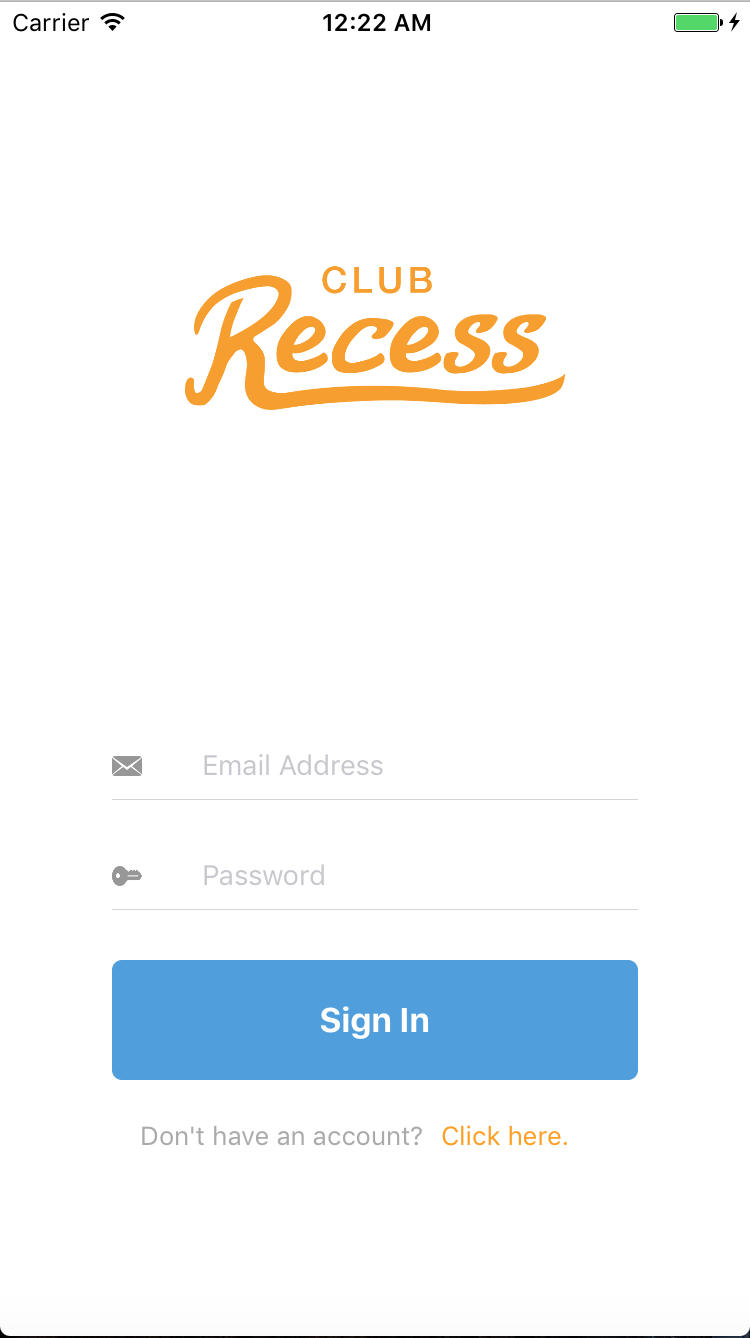 Carrier 12:22 AM
CLUB
Recess
Email Address
Password
Sign In
Don't have an account? Click here.